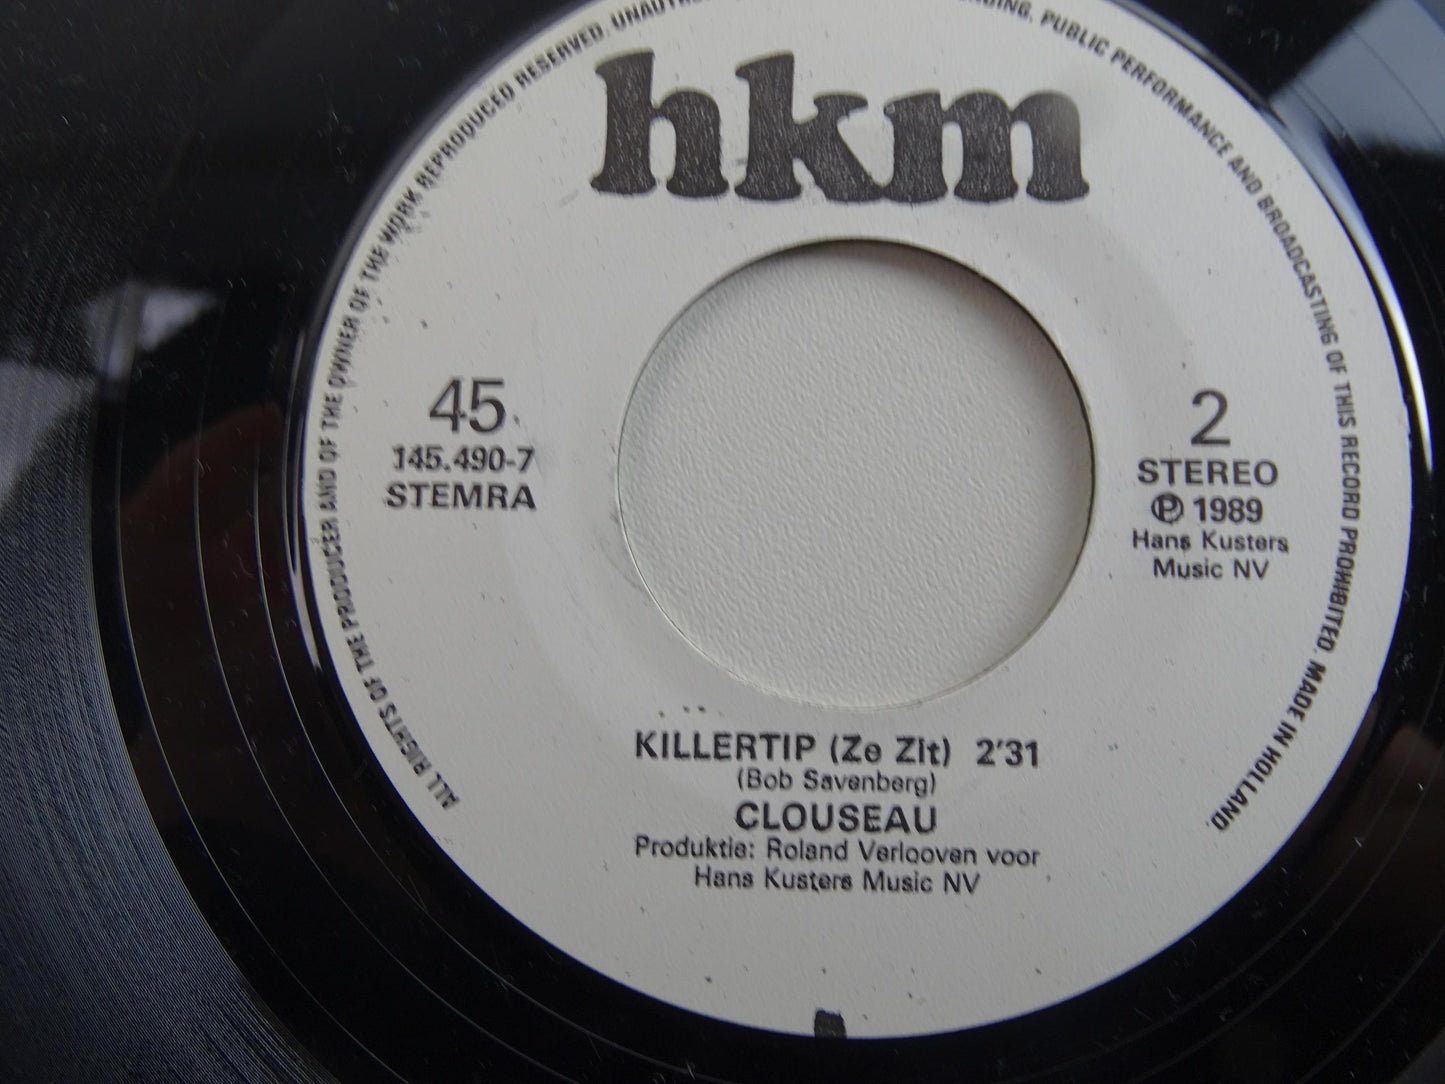 ALL RIGHTS OF THE PRODUCER AND OF THE OWNER OF THE WORK REPRODUCED RESERVED. PUBLIC PERFORMANCE AND BROADCASTING OF THIS RECORD PROHIBITED. MADE IN HOLLAND.
hkm
45
145.490-7
STEMRA
2
STEREO
Ⓟ 1989
Hans Kusters
Music NV
KILLERTIP (Ze Zit) 2'31
(Bob Savenberg)
CLOUSEAU
Produktie: Roland Verlooven voor
Hans Kusters Music NV